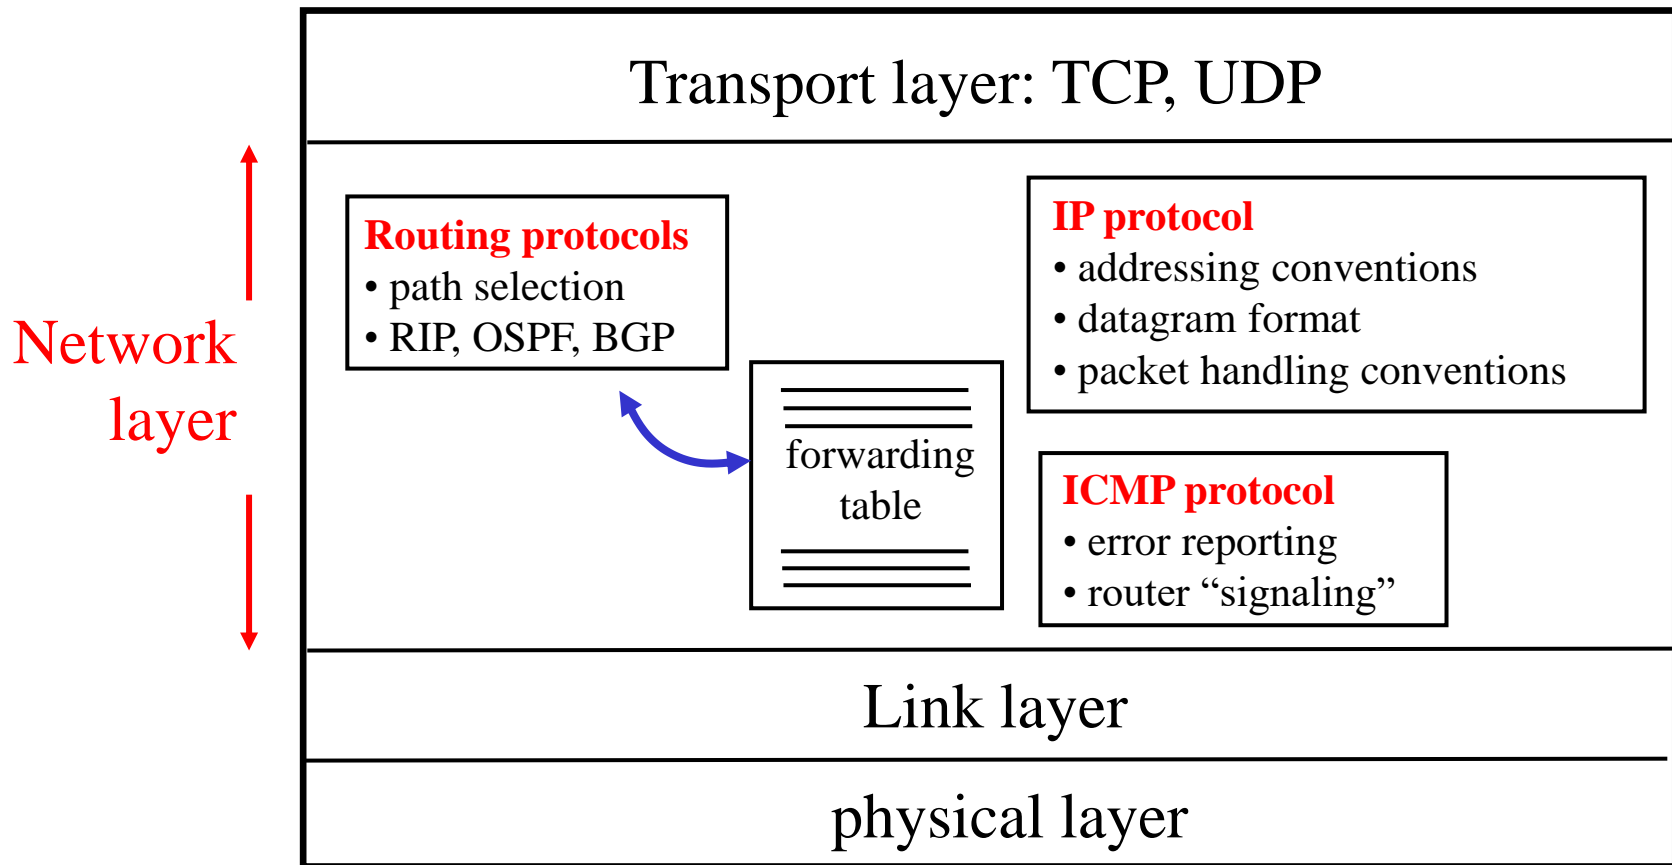 Transport layer: TCP, UDP
Network
layer
Routing protocols
• path selection
• RIP, OSPF, BGP
forwarding
table
IP protocol
• addressing conventions
• datagram format
• packet handling conventions
ICMP protocol
• error reporting
• router “signaling”
Link layer
physical layer